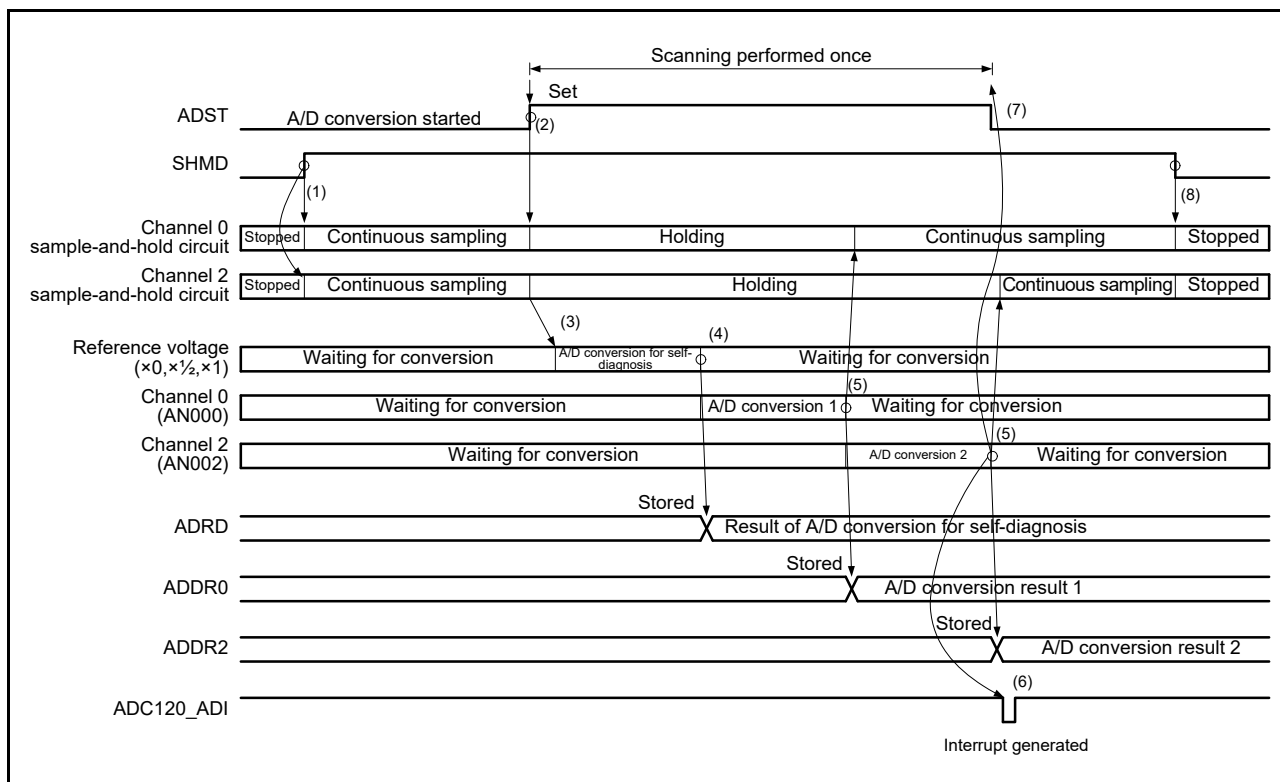 Scanning performed once
Set
ADST
A/D conversion started
(2)
(7)
SHMD
(1)
(8)
Channel 0
sample-and-hold circuit
Stopped
Continuous sampling
Holding
Continuous sampling
Stopped
Channel 2
sample-and-hold circuit
Stopped
Continuous sampling
Holding
Continuous sampling
Stopped
(3)
(4)
Reference voltage
(×0,×½,×1)
Waiting for conversion
A/D conversion for self-
diagnosis
Waiting for conversion
Channel 0
(AN000)
Waiting for conversion
A/D conversion 1
(5)
Waiting for conversion
Channel 2
(AN002)
Waiting for conversion
A/D conversion 2
(5)
Waiting for conversion
Stored
ADRD
Result of A/D conversion for self-diagnosis
Stored
ADDR0
A/D conversion result 1
Stored
ADDR2
A/D conversion result 2
(6)
ADC120_ADI
Interrupt generated